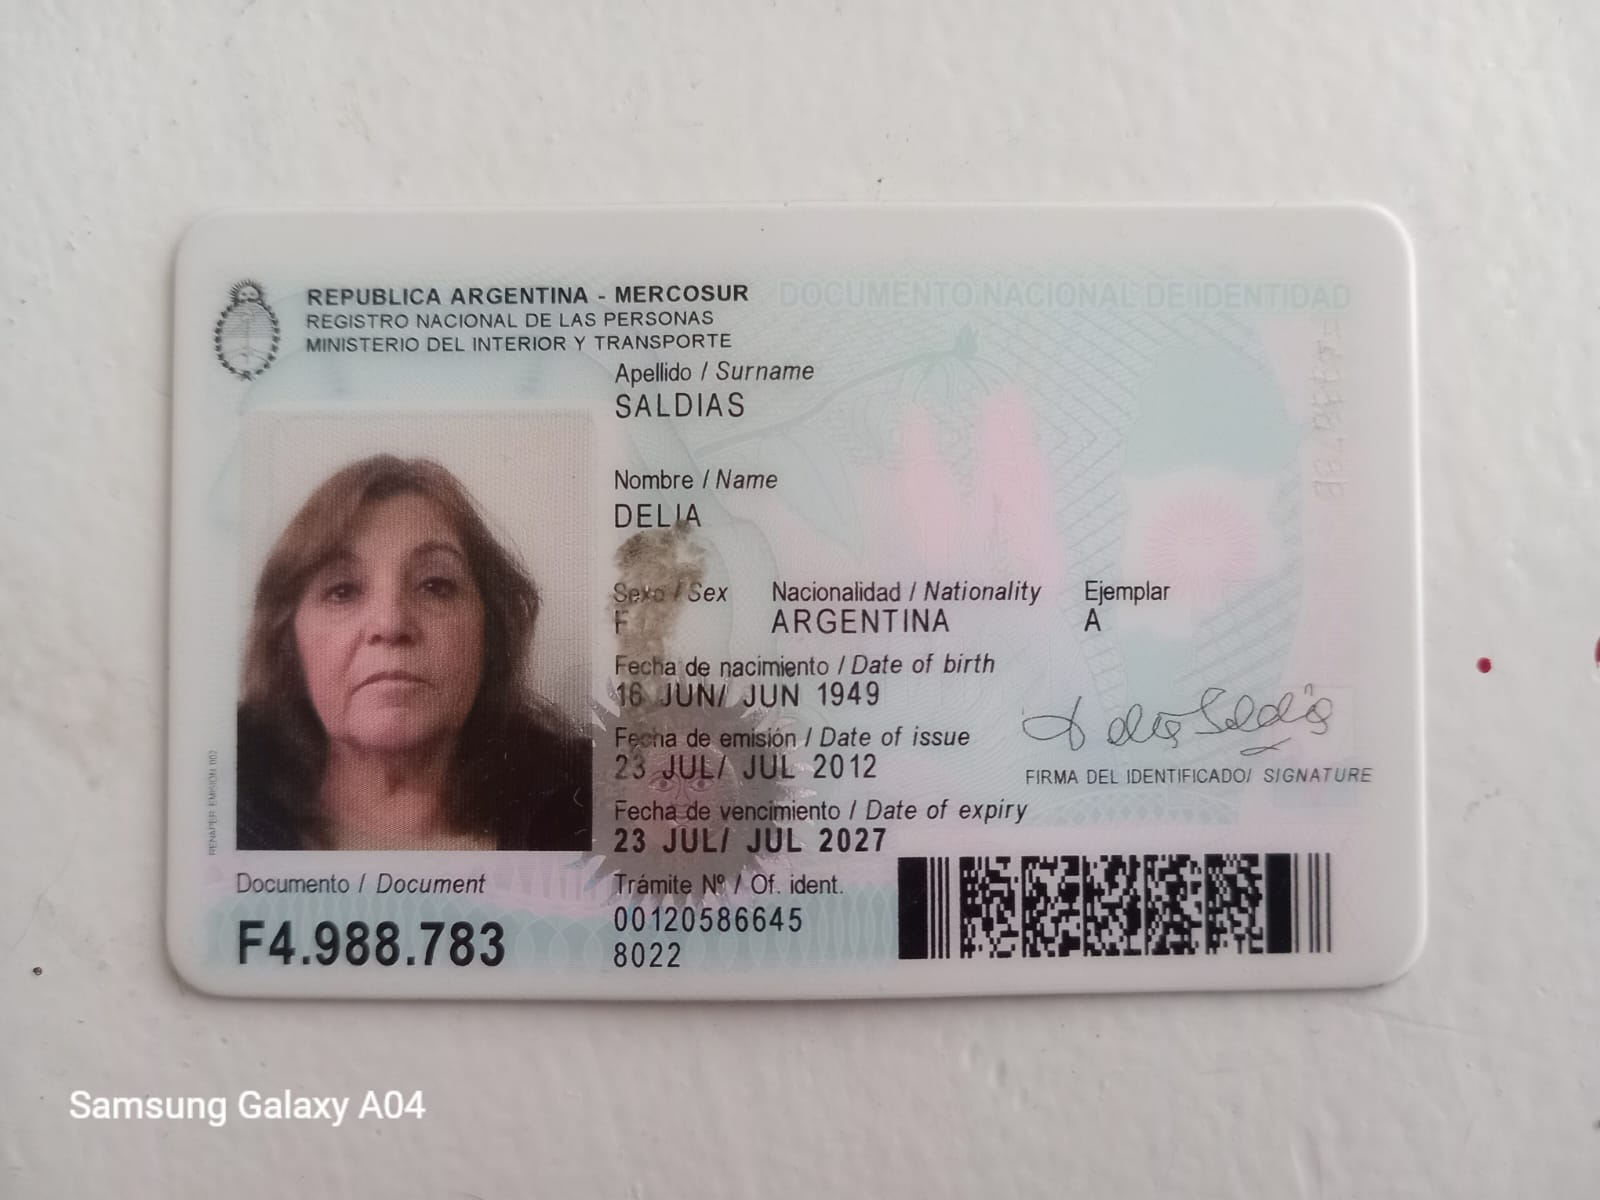 REPUBLICA ARGENTINA - MERCOSUR
DOCUMENTO NACIONAL DE IDENTIDAD
REGISTRO NACIONAL DE LAS PERSONAS
MINISTERIO DEL INTERIOR Y TRANSPORTE
Apellido / Surname
SALDIAS
Nombre / Name
DELIA
Sexo / Sex
F
Nacionalidad / Nationality
ARGENTINA
Ejemplar
A
Fecha de nacimiento / Date of birth
16 JUN/ JUN 1949
Fecha de emisión / Date of issue
23 JUL/ JUL 2012
Fecha de vencimiento / Date of expiry
23 JUL/ JUL 2027
Delia Saldias
FIRMA DEL IDENTIFICADO/ SIGNATURE
Documento / Document
F4.988.783
Trámite Nº / Of. ident.
00120586645
8022
RENAPER EMISION 002
Samsung Galaxy A04